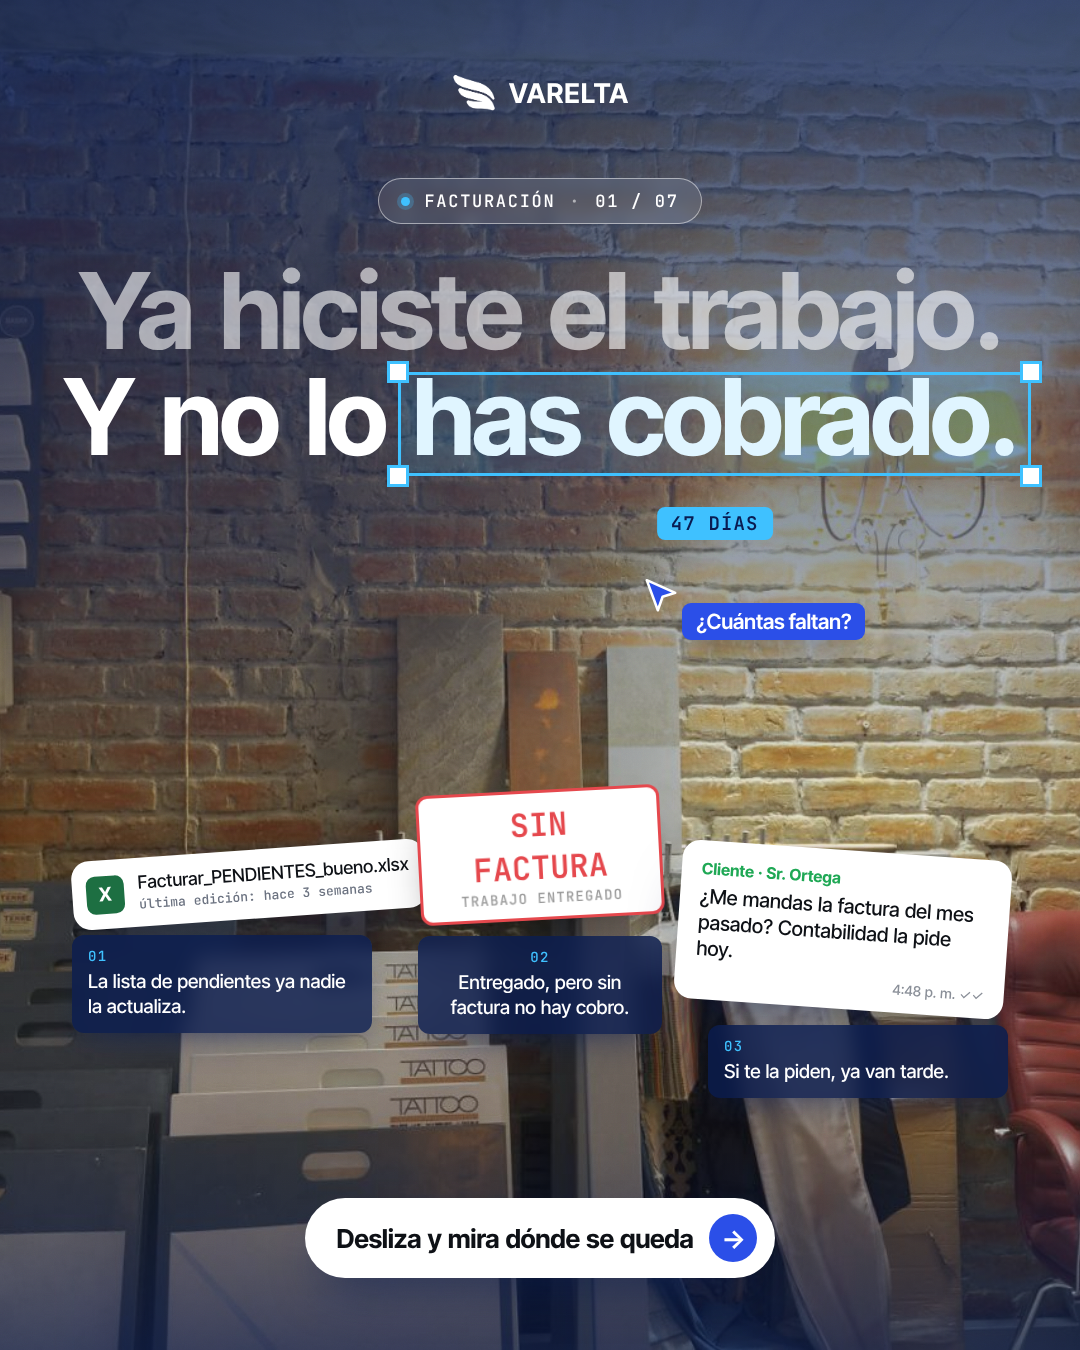 VARELTA
FACTURACIÓN · 01 / 07
Ya hiciste el trabajo.
Y no lo has cobrado.
47 DÍAS
¿Cuántas faltan?
X
Facturar_PENDIENTES_bueno.xlsx
última edición: hace 3 semanas
01
La lista de pendientes ya nadie
la actualiza.
SIN
FACTURA
TRABAJO ENTREGADO
02
Entregado, pero sin
factura no hay cobro.
Cliente · Sr. Ortega
¿Me mandas la factura del mes
pasado? Contabilidad la pide
hoy.
4:48 p. m. ✓✓
03
Si te la piden, ya van tarde.
TATTOO
TATTOO
TATTOO
Desliza y mira dónde se queda